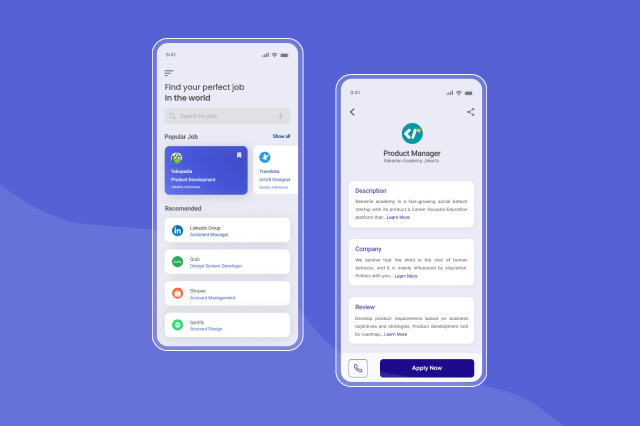 9:41
Find your perfect job
In the world
Search for jobs
Popular Job
Show all
Tokopedia
Product Development
Jakarta, Indonesia
Traveloka
UI/UX Designer
Banten, Indonesia
Recomended
Linkedin Group
Assistent Manager
Grab
Design System Developer
Shopee
Account Management
Spotify
Account Design
9:41
Product Manager
Rakamin Academy, Jakarta
Description
Rakamin academy is a fast-growing social Edtech
startup with its product a Career-focused Education
platform that... Learn More
Company
We believe that the mind is the root of human
behavior, and it is mainly influenced by education.
Politics with you... Learn More
Review
Develop product requirements based on business
objectives and strategies, Product development and
its roadmap... Learn More
Apply Now